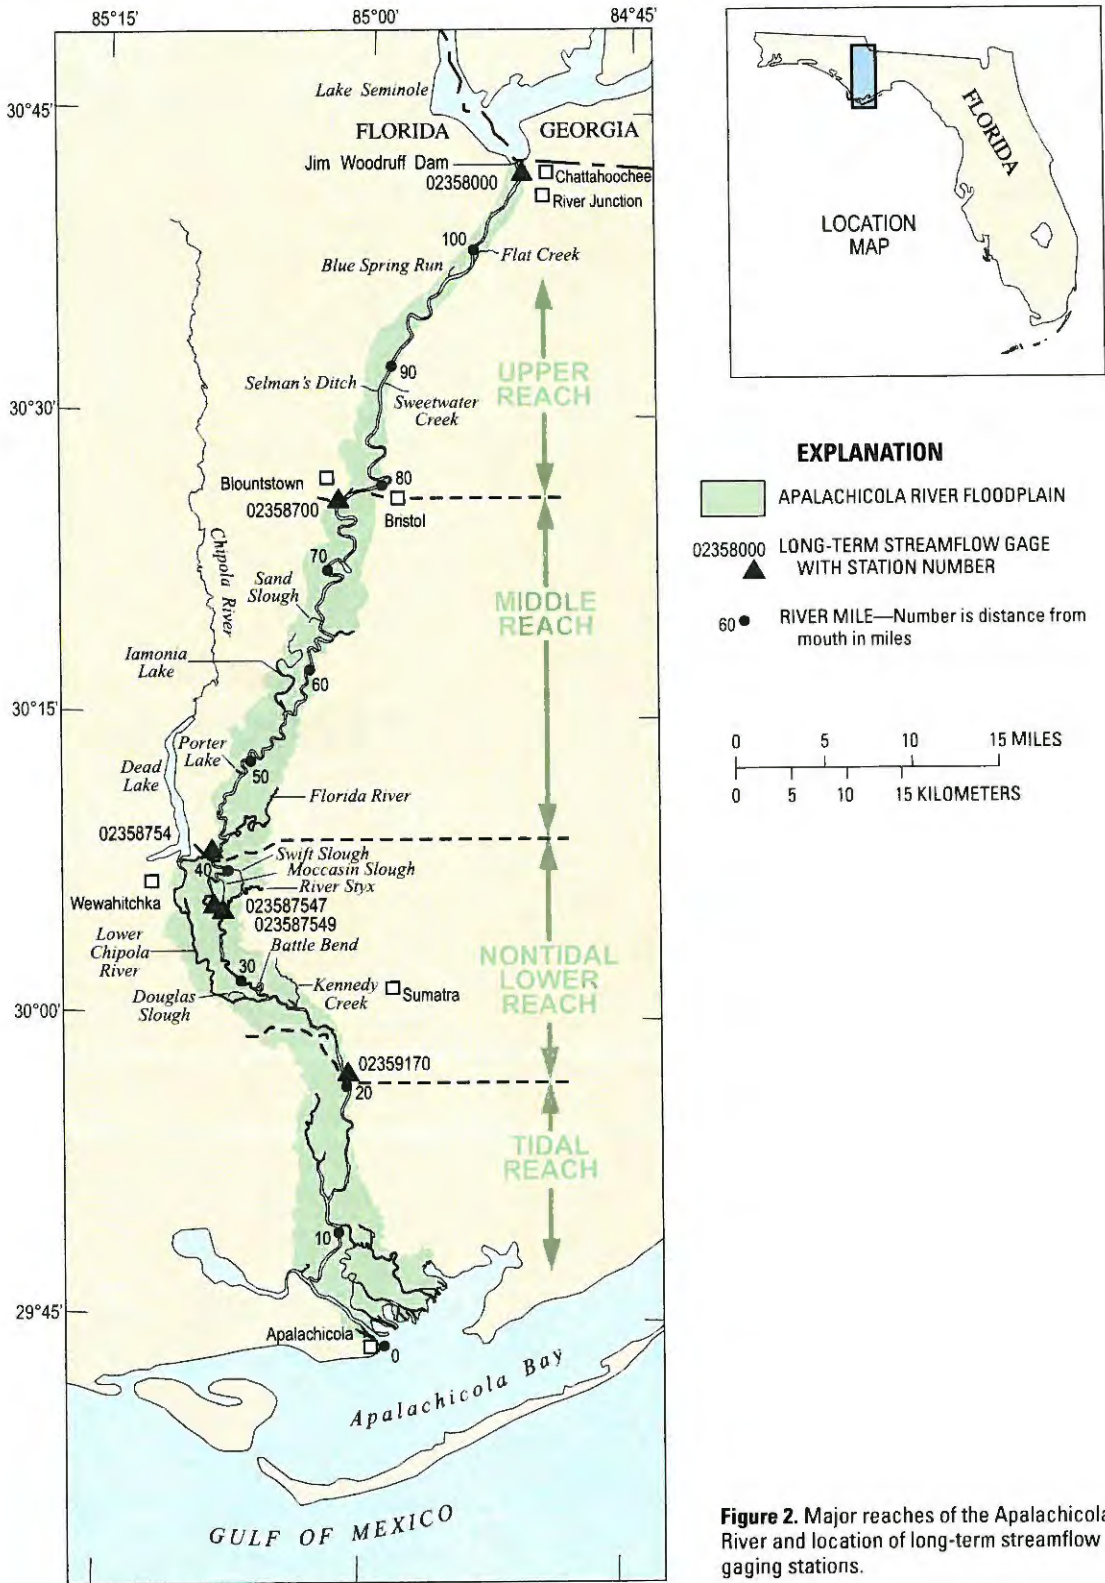 85°15'
85°00'
84°45'
30°45'
Lake Seminole
FLORIDA
GEORGIA
Jim Woodruff Dam
02358000
Chattahoochee
River Junction
100
Flat Creek
Blue Spring Run
UPPER
REACH
90
Selman's Ditch
Sweetwater
Creek
30°30'
80
Blountstown
02358700
Bristol
Chipola River
70
Sand
Slough
MIDDLE
REACH
Iamonia
Lake
60
30°15'
Porter
Lake
50
Dead
Lake
Florida River
02358754
Swift Slough
40
Moccasin Slough
River Styx
Wewahitchka
023587547
023587549
Lower
Chipola
River
Battle Bend
NONTIDAL
LOWER
REACH
30
Kennedy
Creek
Sumatra
Douglas
Slough
30°00'
02359170
20
TIDAL
REACH
10
29°45'
Apalachicola
0
Apalachicola Bay
GULF OF MEXICO
FLORIDA
LOCATION
MAP
EXPLANATION
APALACHICOLA RIVER FLOODPLAIN
02358000 LONG-TERM STREAMFLOW GAGE
WITH STATION NUMBER
60 RIVER MILE—Number is distance from
mouth in miles
0 5 10 15 MILES
0 5 10 15 KILOMETERS
Figure 2. Major reaches of the Apalachicola
River and location of long-term streamflow
gaging stations.